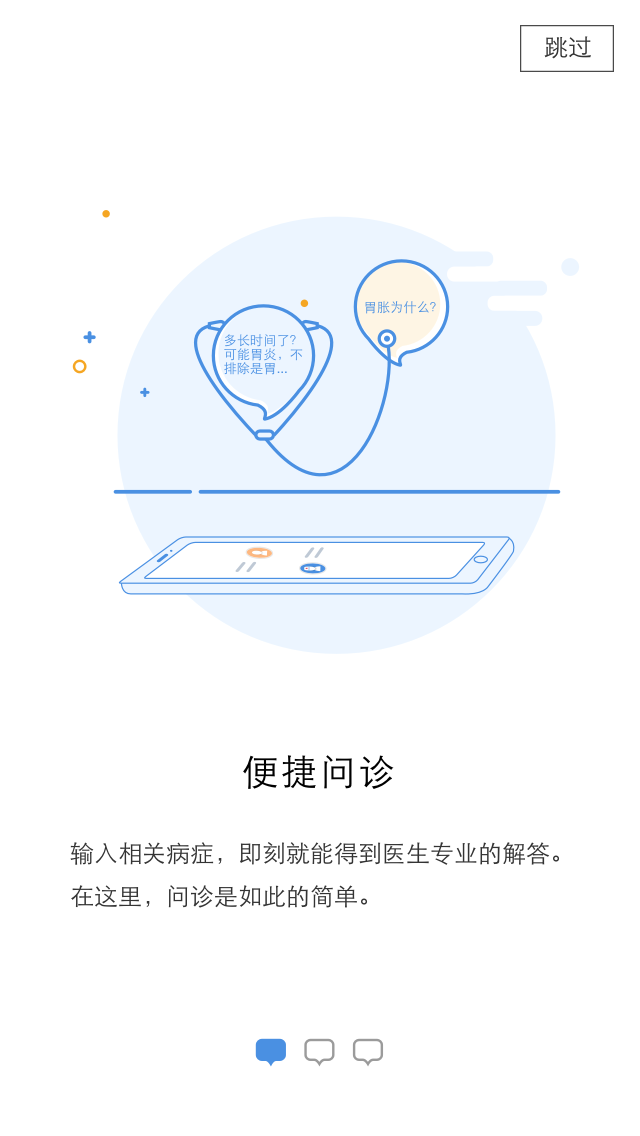 跳过
胃胀为什么?
多长时间了?
可能胃炎，不
排除是胃...
便捷问诊
输入相关病症，即刻就能得到医生专业的解答。
在这里，问诊是如此的简单。